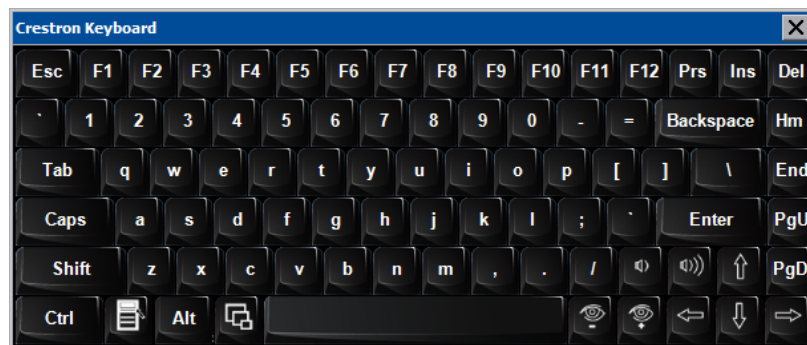 Crestron Keyboard
Esc F1 F2 F3 F4 F5 F6 F7 F8 F9 F10 F11 F12 Prs Ins Del
` 1 2 3 4 5 6 7 8 9 0 - = Backspace Hm
Tab q w e r t y u i o p [ ] \ End
Caps a s d f g h j k l ; ` Enter PgU
Shift z x c v b n m , . / PgD
Ctrl Alt